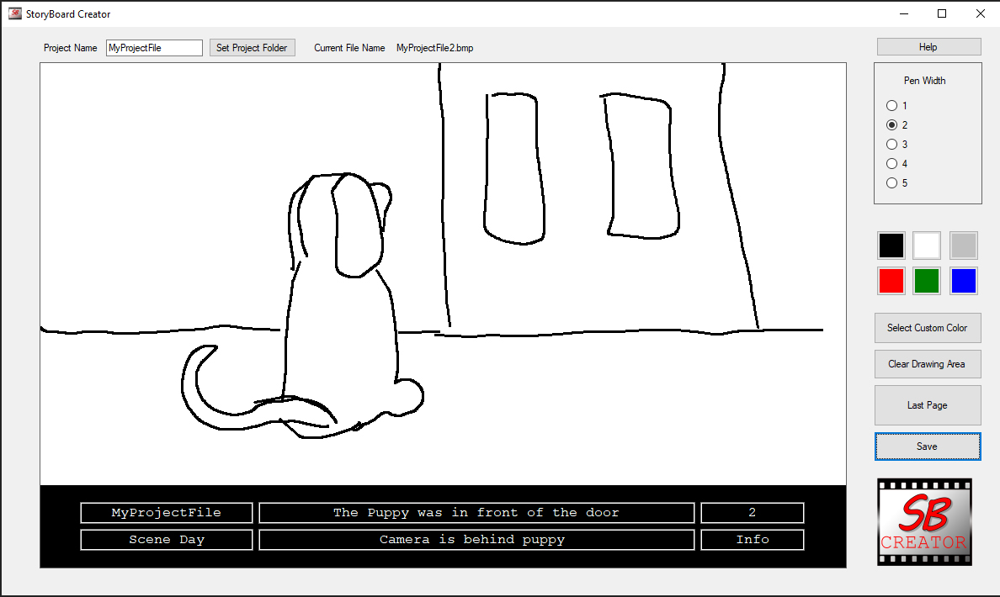 SB StoryBoard Creator
Project Name MyProjectFile Set Project Folder Current File Name MyProjectFile2.bmp Help
Pen Width
1
2
3
4
5
Select Custom Color
Clear Drawing Area
Last Page
Save
MyProjectFile The Puppy was in front of the door 2
Scene Day Camera is behind puppy Info
SB
CREATOR